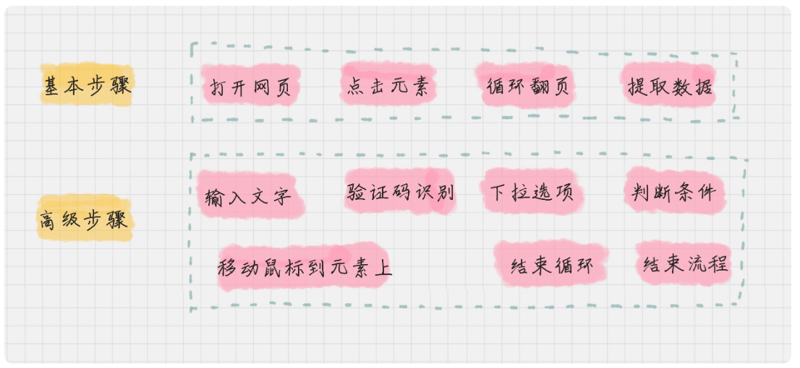 基本步骤 打开网页 点击元素 循环翻页 提取数据
高级步骤
输入文字 验证码识别 下拉选项 判断条件
移动鼠标到元素上 结束循环 结束流程